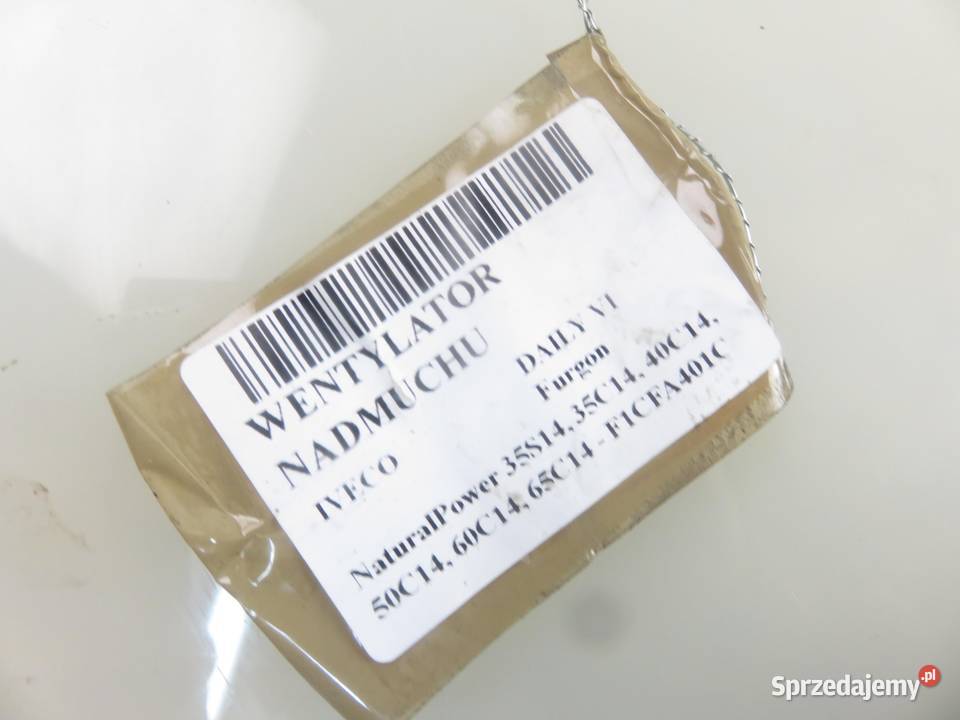 WENTYLATOR
NADMUCHU
IVECO
DAILY VI
Furgon
NaturalPower 35S14, 35C14, 40C14,
50C14, 60C14, 65C14 - F1CFA401C
Sprzedajemy.pl